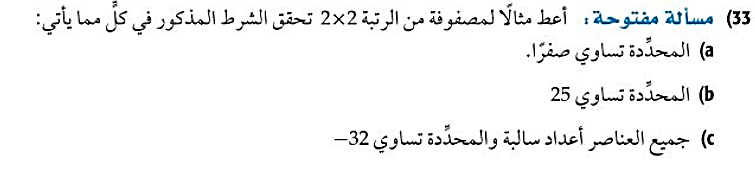 33) مسألة مفتوحة: أعط مثالًا لمصفوفة من الرتبة 2×2 تحقق الشرط المذكور في كلٍّ مما يأتي:
a) المحدِّدة تساوي صفرًا.
b) المحدِّدة تساوي 25
c) جميع العناصر أعداد سالبة والمحدِّدة تساوي 32−